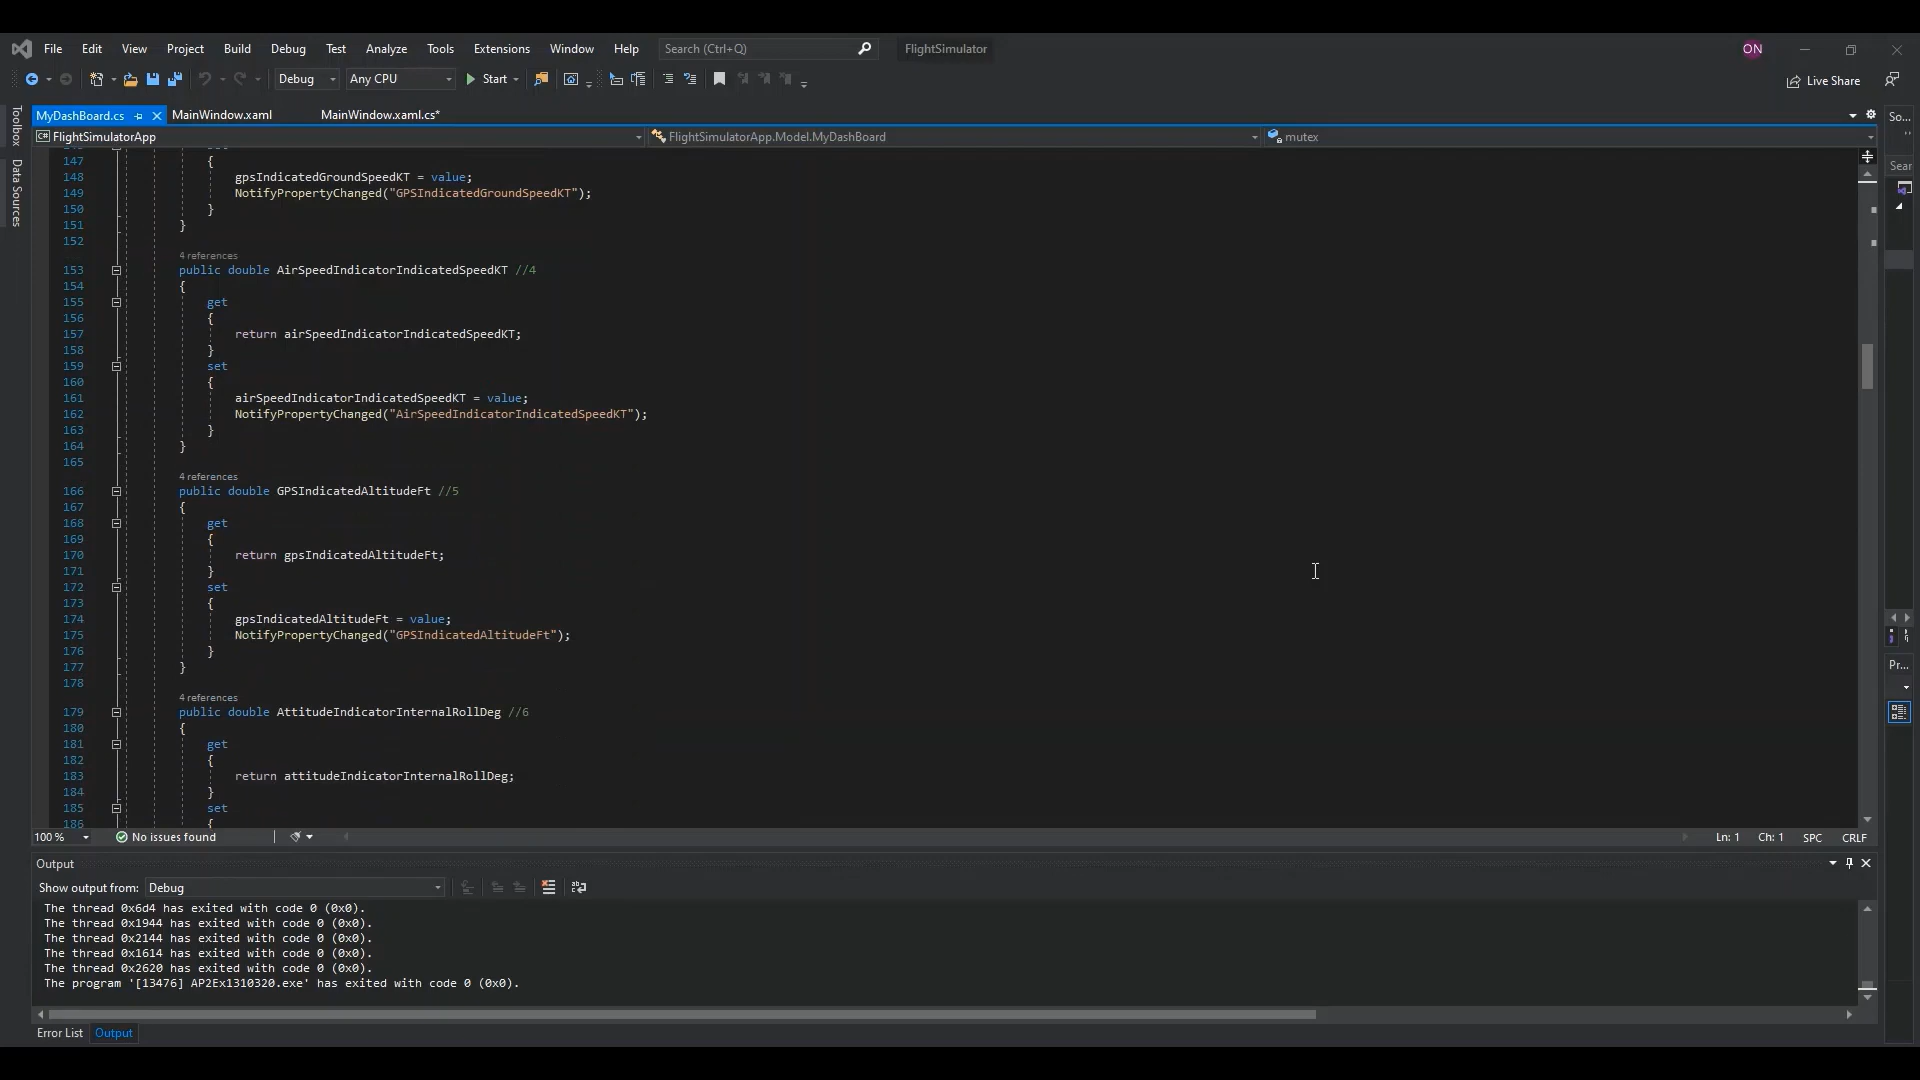 File Edit View Project Build Debug Test Analyze Tools Extensions Window Help Search (Ctrl+Q) FlightSimulator ON
Debug Any CPU Start Live Share
MyDashBoard.cs MainWindow.xaml MainWindow.xaml.cs*
C# FlightSimulatorApp FlightSimulatorApp.Model.MyDashBoard mutex
Toolbox
Data Sources
So...
Sear
Pr...
147 {
148 gpsIndicatedGroundSpeedKT = value;
149 NotifyPropertyChanged("GPSIndicatedGroundSpeedKT");
150 }
151 }
152
4 references
153 public double AirSpeedIndicatorIndicatedSpeedKT //4
154 {
155 get
156 {
157 return airSpeedIndicatorIndicatedSpeedKT;
158 }
159 set
160 {
161 airSpeedIndicatorIndicatedSpeedKT = value;
162 NotifyPropertyChanged("AirSpeedIndicatorIndicatedSpeedKT");
163 }
164 }
165
4 references
166 public double GPSIndicatedAltitudeFt //5
167 {
168 get
169 {
170 return gpsIndicatedAltitudeFt;
171 }
172 set
173 {
174 gpsIndicatedAltitudeFt = value;
175 NotifyPropertyChanged("GPSIndicatedAltitudeFt");
176 }
177 }
178
4 references
179 public double AttitudeIndicatorInternalRollDeg //6
180 {
181 get
182 {
183 return attitudeIndicatorInternalRollDeg;
184 }
185 set
186 {
100 % No issues found Ln: 1 Ch: 1 SPC CRLF
Output
Show output from: Debug
The thread 0x6d4 has exited with code 0 (0x0).
The thread 0x1944 has exited with code 0 (0x0).
The thread 0x2144 has exited with code 0 (0x0).
The thread 0x1614 has exited with code 0 (0x0).
The thread 0x2620 has exited with code 0 (0x0).
The program '[13476] AP2Ex1310320.exe' has exited with code 0 (0x0).
Error List Output